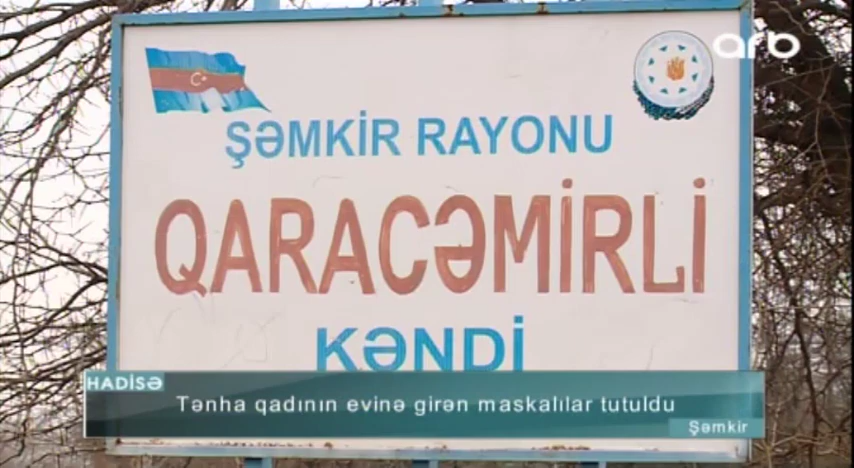 arb
ŞƏMKİR RAYONU
QARACƏMİRLİ
KƏNDİ
HADİSƏ
Tənha qadının evinə girən maskalılar tutuldu
Şəmkir